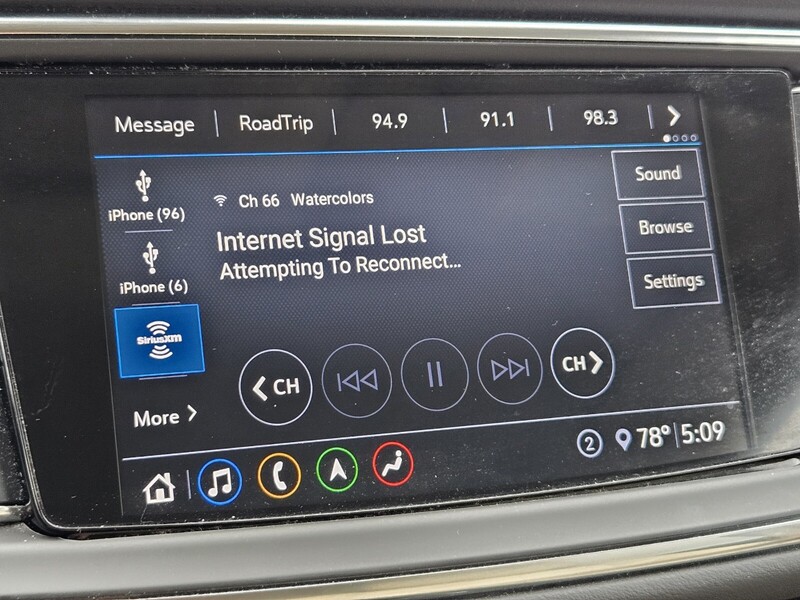 Message RoadTrip 94.9 91.1 98.3
iPhone (96)
Ch 66 Watercolors
Sound
Internet Signal Lost
Browse
Attempting To Reconnect...
iPhone (6)
Settings
SiriusXM
CH
CH
More
2 78° 5:09